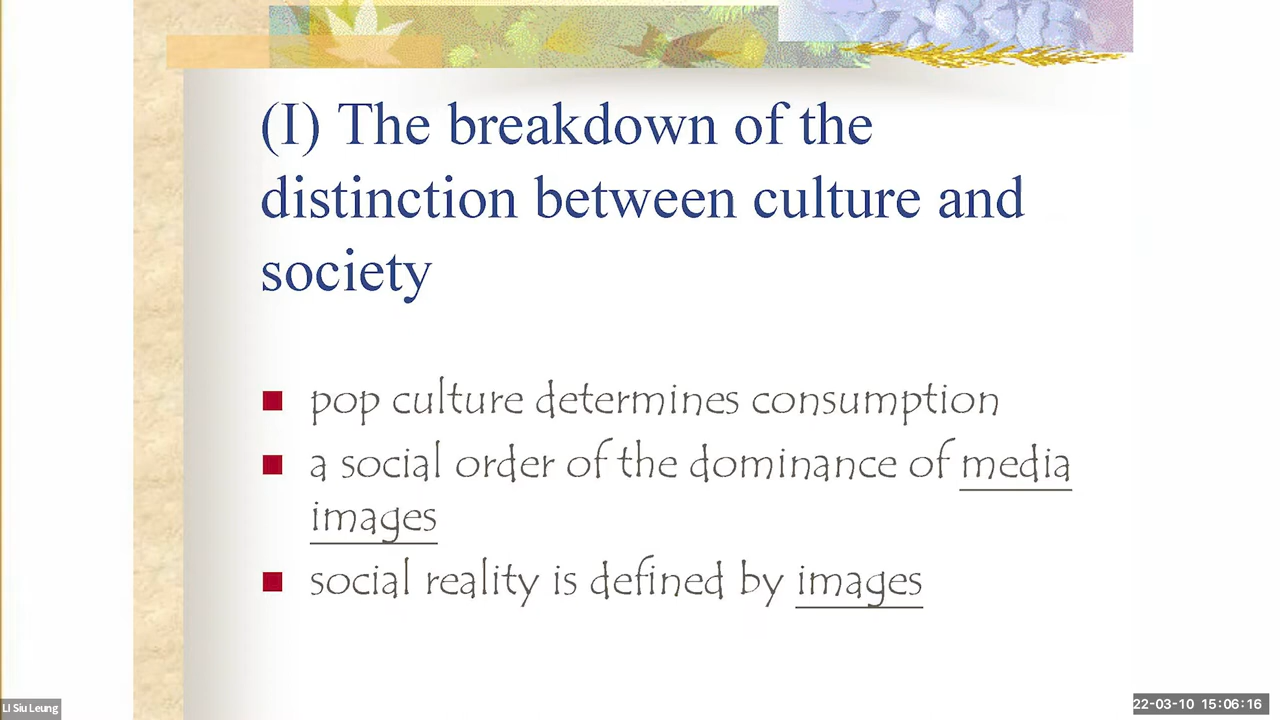 (I) The breakdown of the
distinction between culture and
society
pop culture determines consumption
a social order of the dominance of media
images
social reality is defined by images
LI Siu Leung
22-03-10 15:06:16